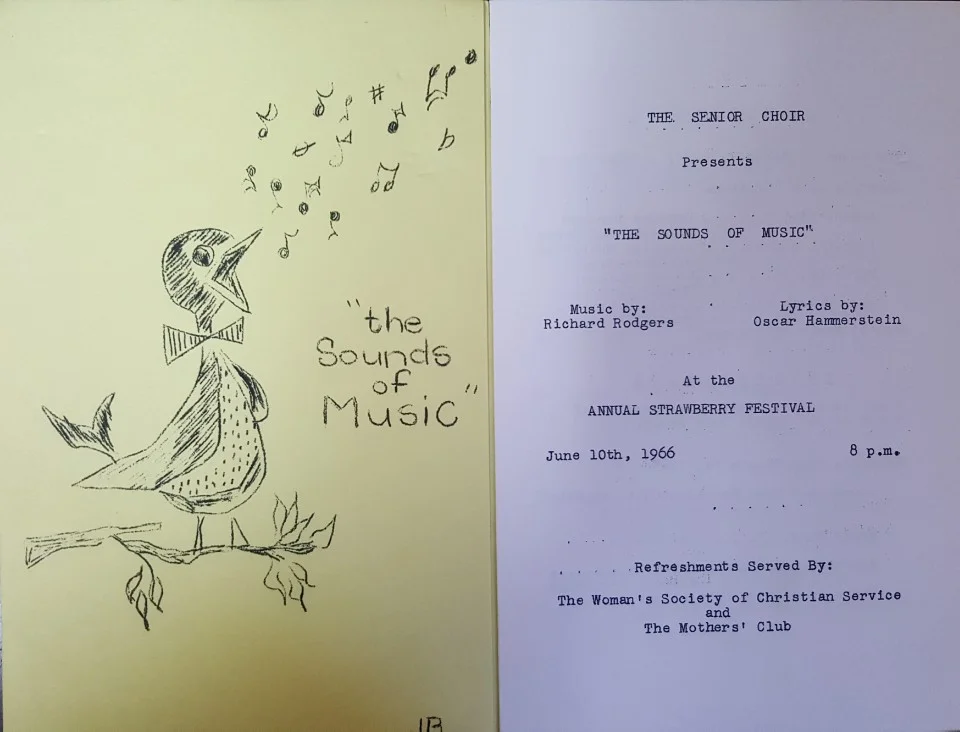 "the
Sounds
of
Music"
JB
THE SENIOR CHOIR
Presents
"THE SOUNDS OF MUSIC"
Music by: Lyrics by:
Richard Rodgers Oscar Hammerstein
At the
ANNUAL STRAWBERRY FESTIVAL
June 10th, 1966 8 p.m.
Refreshments Served By:
The Woman's Society of Christian Service
and
The Mothers' Club